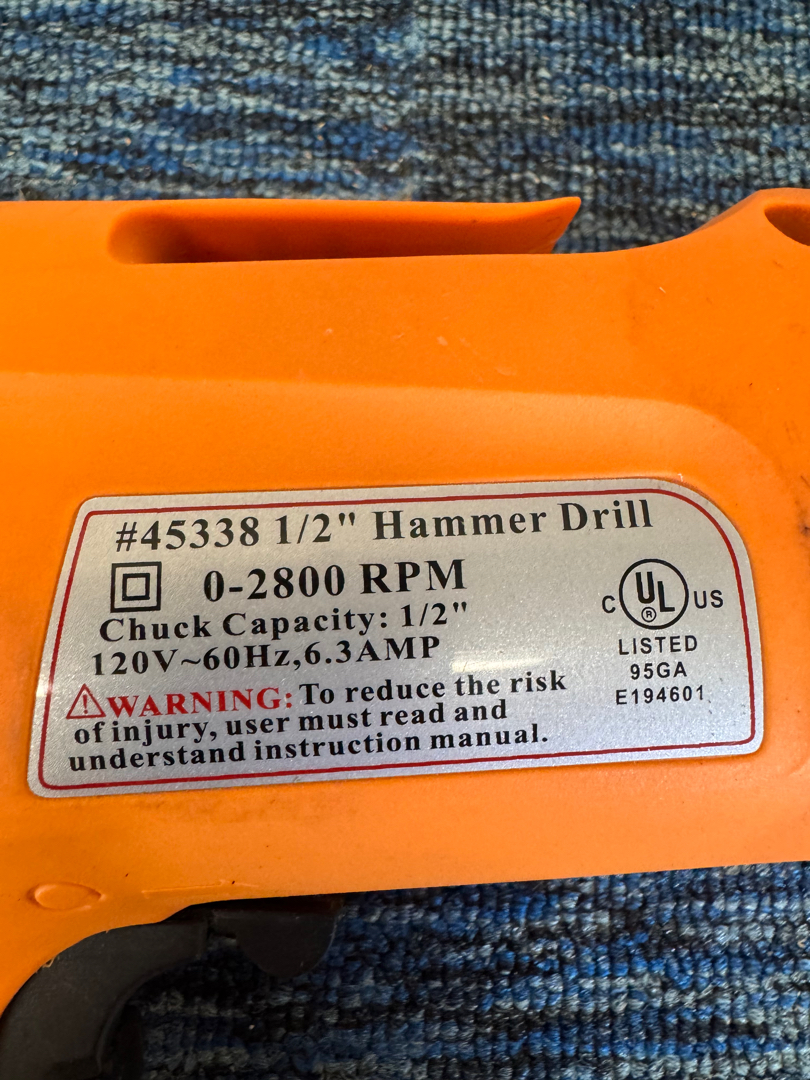 #45338 1/2" Hammer Drill
0-2800 RPM
Chuck Capacity: 1/2"
120V~60Hz,6.3AMP
WARNING: To reduce the risk
of injury, user must read and
understand instruction manual.
C UL ® US
LISTED
95GA
E194601